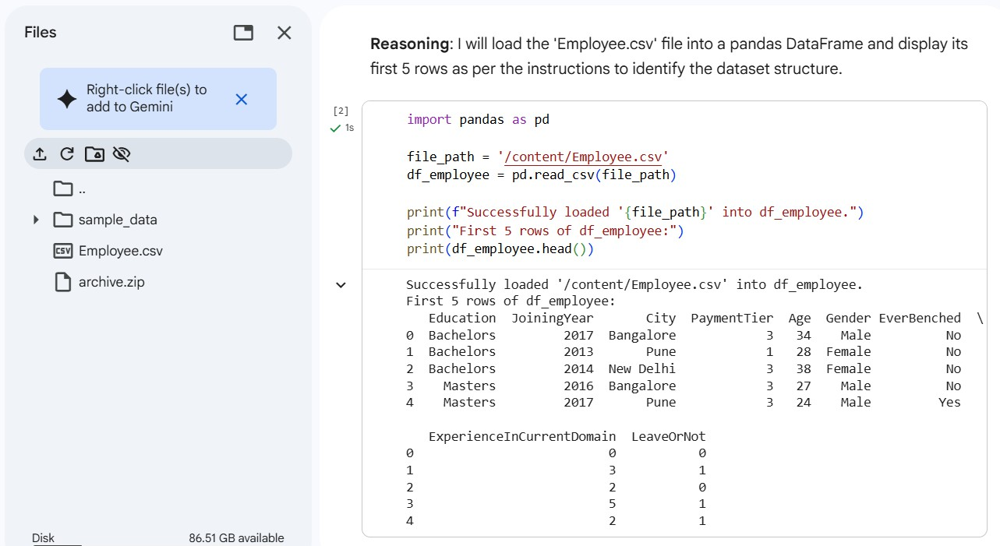 Files
Right-click file(s) to
add to Gemini
..
sample_data
CSV Employee.csv
archive.zip
Disk 86.51 GB available
Reasoning: I will load the 'Employee.csv' file into a pandas DataFrame and display its
first 5 rows as per the instructions to identify the dataset structure.
[2]
1s
import pandas as pd
file_path = '/content/Employee.csv'
df_employee = pd.read_csv(file_path)
print(f"Successfully loaded '{file_path}' into df_employee.")
print("First 5 rows of df_employee:")
print(df_employee.head())
Successfully loaded '/content/Employee.csv' into df_employee.
First 5 rows of df_employee:
   Education  JoiningYear       City  PaymentTier  Age  Gender EverBenched  \
0  Bachelors         2017  Bangalore            3   34    Male          No
1  Bachelors         2013       Pune            1   28  Female          No
2  Bachelors         2014  New Delhi            3   38  Female          No
3    Masters         2016  Bangalore            3   27    Male          No
4    Masters         2017       Pune            3   24    Male         Yes
   ExperienceInCurrentDomain  LeaveOrNot
0                          0           0
1                          3           1
2                          2           0
3                          5           1
4                          2           1